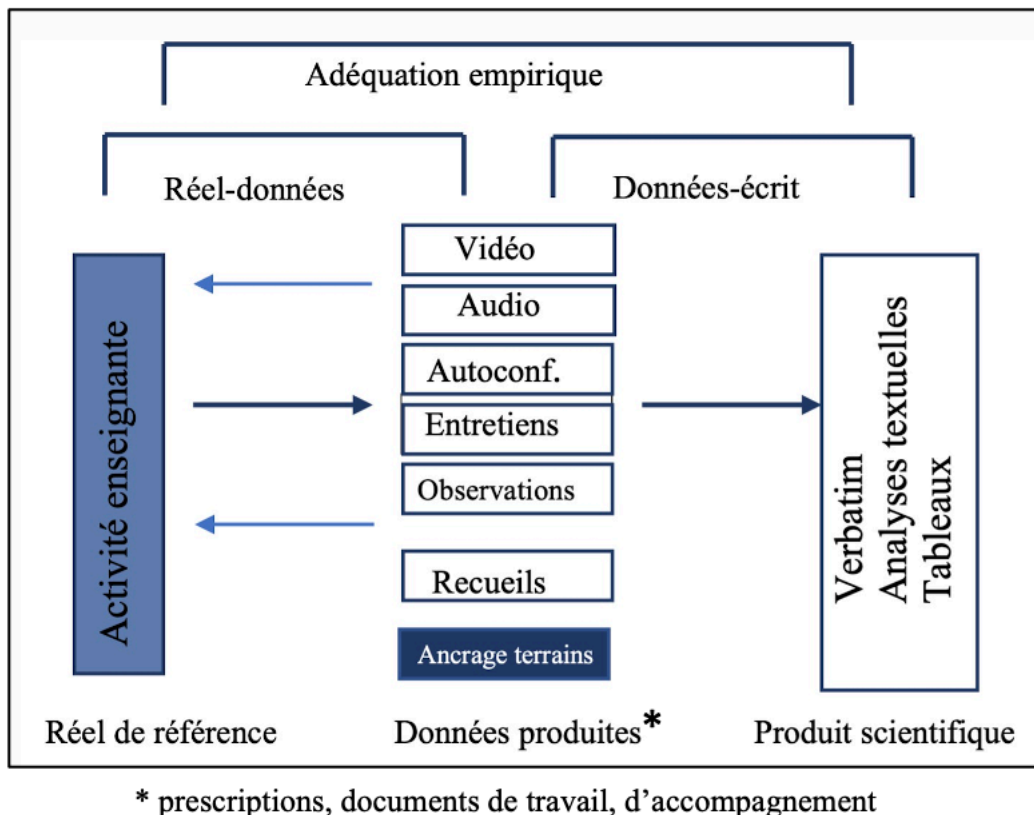 Adéquation empirique
Réel-données
Données-écrit
Activité enseignante
Vidéo
Audio
Autoconf.
Entretiens
Observations
Recueils
Ancrage terrains
Verbatim
Analyses textuelles
Tableaux
Réel de référence
Données produites*
Produit scientifique
* prescriptions, documents de travail, d’accompagnement